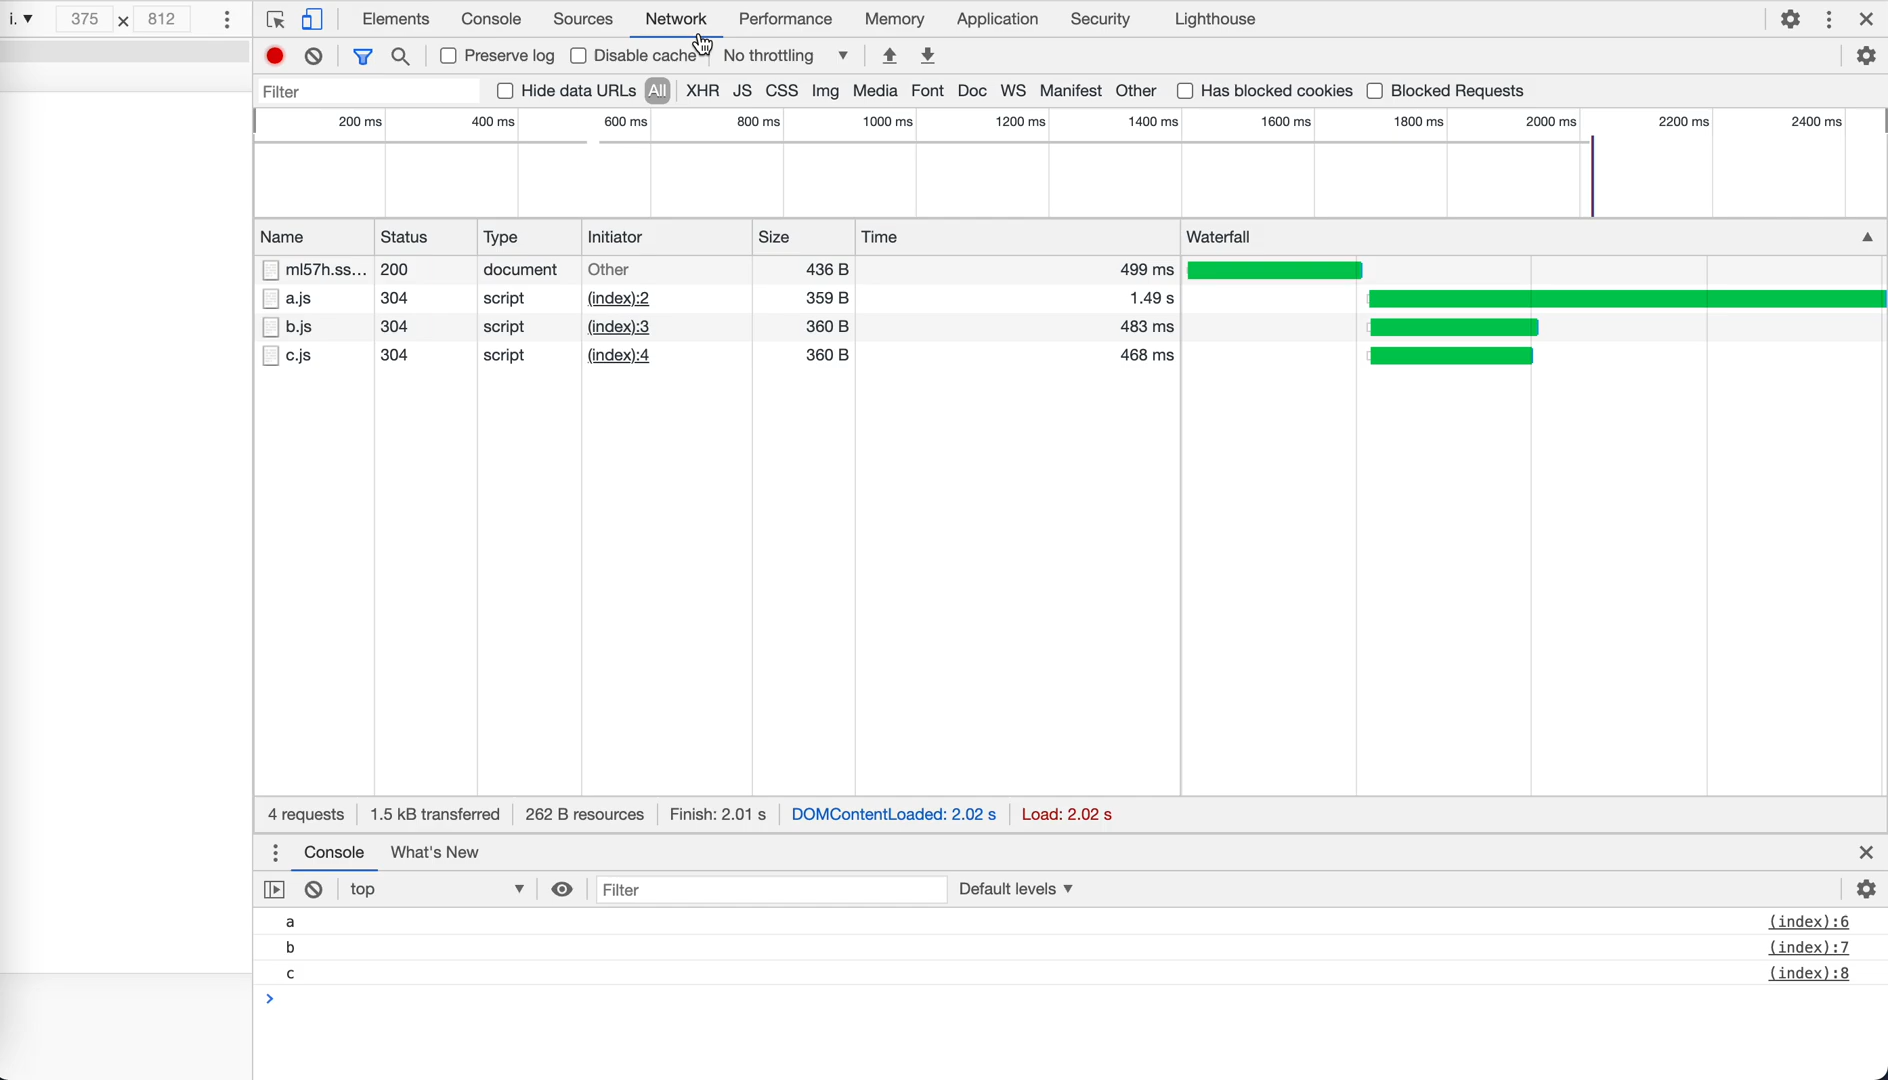 i. ▼ 375 × 812 Elements Console Sources Network Performance Memory Application Security Lighthouse
Preserve log Disable cache No throttling ▼
Filter Hide data URLs All XHR JS CSS Img Media Font Doc WS Manifest Other Has blocked cookies Blocked Requests
200 ms 400 ms 600 ms 800 ms 1000 ms 1200 ms 1400 ms 1600 ms 1800 ms 2000 ms 2200 ms 2400 ms
Name Status Type Initiator Size Time Waterfall ▲
ml57h.ss... 200 document Other 436 B 499 ms
a.js 304 script (index):2 359 B 1.49 s
b.js 304 script (index):3 360 B 483 ms
c.js 304 script (index):4 360 B 468 ms
4 requests 1.5 kB transferred 262 B resources Finish: 2.01 s DOMContentLoaded: 2.02 s Load: 2.02 s
Console What's New
top ▼ Filter Default levels ▼
a (index):6
b (index):7
c (index):8